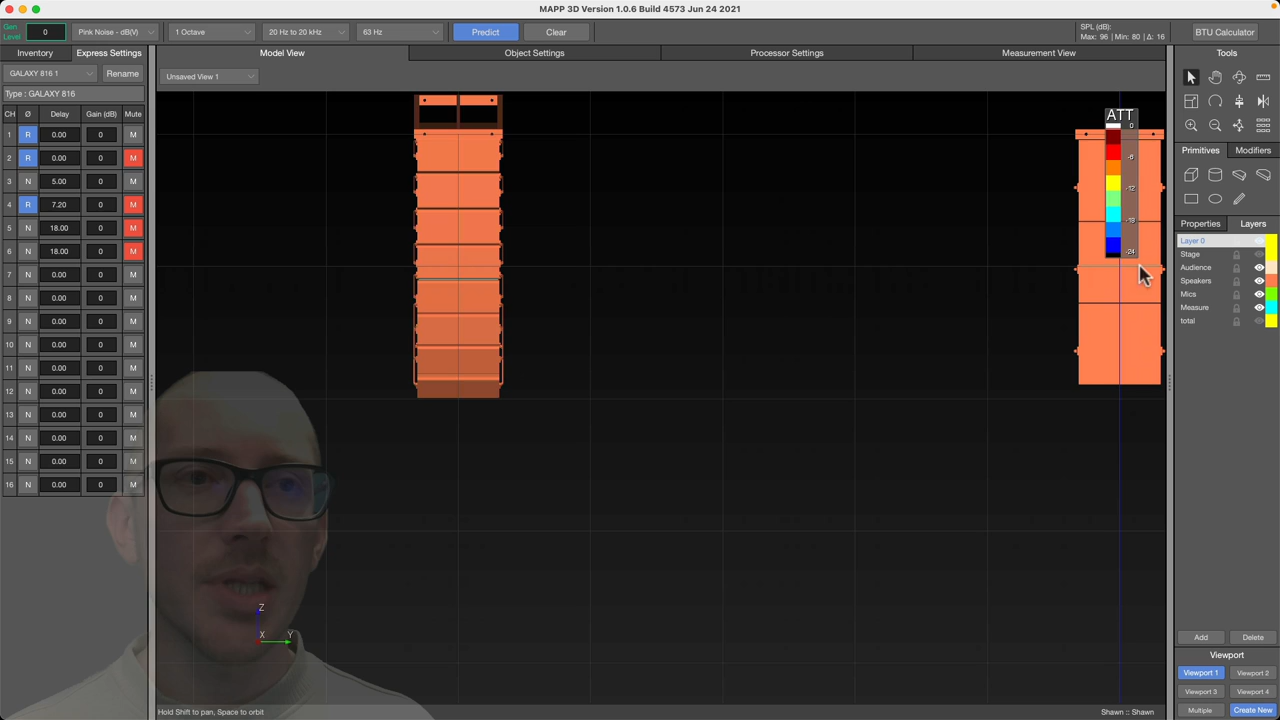 MAPP 3D Version 1.0.6 Build 4573 Jun 24 2021
Gen Level 0 Pink Noise - dB(V) 1 Octave 20 Hz to 20 kHz 63 Hz Predict Clear SPL (dB): Max: 96 Min: 80 Δ: 16 BTU Calculator
Inventory Express Settings Model View Object Settings Processor Settings Measurement View Tools
GALAXY 816 1 Rename Unsaved View 1
Type : GALAXY 816
CH Ø Delay Gain (dB) Mute
1 R 0.00 0 M
2 R 0.00 0 M
3 N 5.00 0 M
4 R 7.20 0 M
5 N 18.00 0 M
6 N 18.00 0 M
7 N 0.00 0 M
8 N 0.00 0 M
9 N 0.00 0 M
10 N 0.00 0 M
11 N 0.00 0 M
12 N 0.00 0 M
13 N 0.00 0 M
14 N 0.00 0 M
15 N 0.00 0 M
16 N 0.00 0 M
ATT
0
-6
-12
-18
-24
Primitives Modifiers
Properties Layers
Layer 0
Stage
Audience
Speakers
Mics
Measure
total
Z
X Y
Add Delete
Viewport
Viewport 1 Viewport 2
Viewport 3 Viewport 4
Multiple Create New
Hold Shift to pan, Space to orbit Shawn :: Shawn